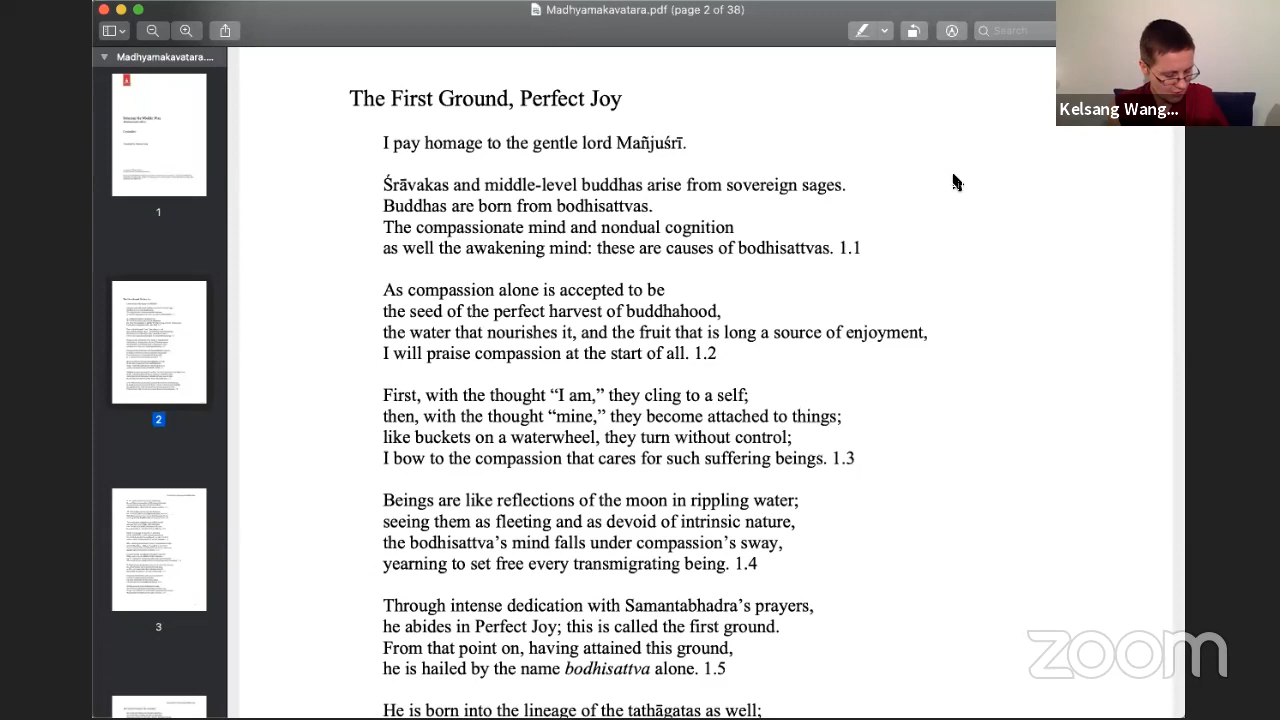 Madhyamakavatara.pdf (page 2 of 38)
Search
Madhyamakavatara....
1
2
3
The First Ground, Perfect Joy
I pay homage to the gentle lord Mañjuśrī.
Śrāvakas and middle-level buddhas arise from sovereign sages.
Buddhas are born from bodhisattvas.
The compassionate mind and nondual cognition
as well the awakening mind: these are causes of bodhisattvas. 1.1
As compassion alone is accepted to be
the seed of the perfect harvest of buddhahood,
the water that nourishes it, and the fruit that is long a source of enjoyment,
I will praise compassion at the start of all. 1.2
First, with the thought “I am,” they cling to a self;
then, with the thought “mine,” they become attached to things;
like buckets on a waterwheel, they turn without control;
I bow to the compassion that cares for such suffering beings. 1.3
Beings are like reflections of the moon in rippling water;
seeing them as fleeting and devoid of intrinsic nature,
the bodhisattva’s mind falls under compassion’s sway,
yearning to set free every transmigrating being. 1.4
Through intense dedication with Samantabhadra’s prayers,
he abides in Perfect Joy; this is called the first ground.
From that point on, having attained this ground,
he is hailed by the name bodhisattva alone. 1.5
He is born into the lineage of the tathāgatas as well;
Kelsang Wang...
zoom